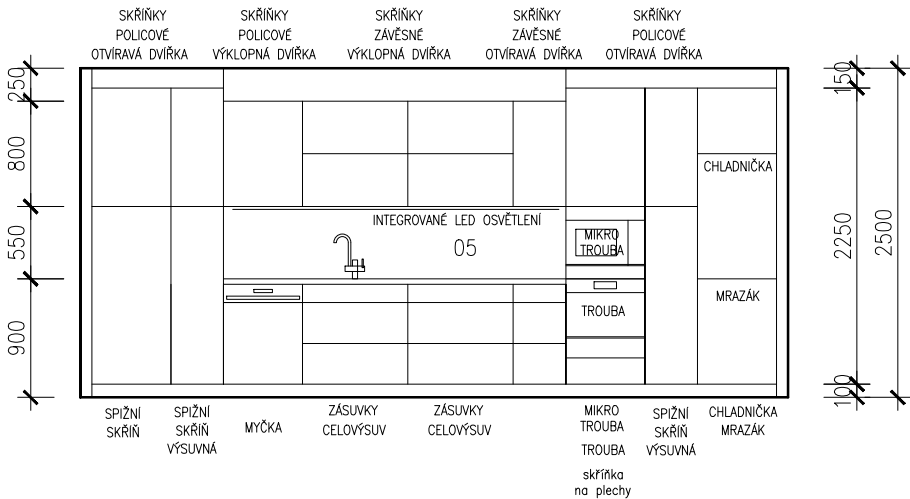 SKŘÍŇKY
POLICOVÉ
OTVÍRAVÁ DVÍŘKA
SKŘÍŇKY
POLICOVÉ
VÝKLOPNÁ DVÍŘKA
SKŘÍŇKY
ZÁVĚSNÉ
VÝKLOPNÁ DVÍŘKA
SKŘÍŇKY
ZÁVĚSNÉ
OTVÍRAVÁ DVÍŘKA
SKŘÍŇKY
POLICOVÉ
OTVÍRAVÁ DVÍŘKA
250
800
550
900
150
2250
100
2500
CHLADNIČKA
INTEGROVANÉ LED OSVĚTLENÍ
05
MIKRO
TROUBA
MRAZÁK
TROUBA
SPIŽNÍ
SKŘÍŇ
SPIŽNÍ
SKŘÍŇ
VÝSUVNÁ
MYČKA
ZÁSUVKY
CELOVÝSUV
ZÁSUVKY
CELOVÝSUV
MIKRO
TROUBA
TROUBA
skříňka
na plechy
SPIŽNÍ
SKŘÍŇ
VÝSUVNÁ
CHLADNIČKA
MRAZÁK